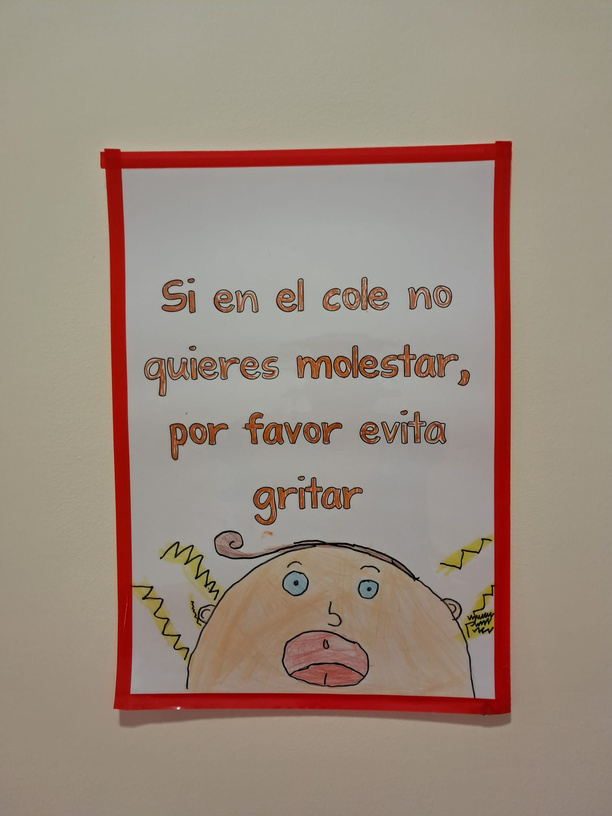 Si en el cole no
quieres molestar,
por favor evita
gritar